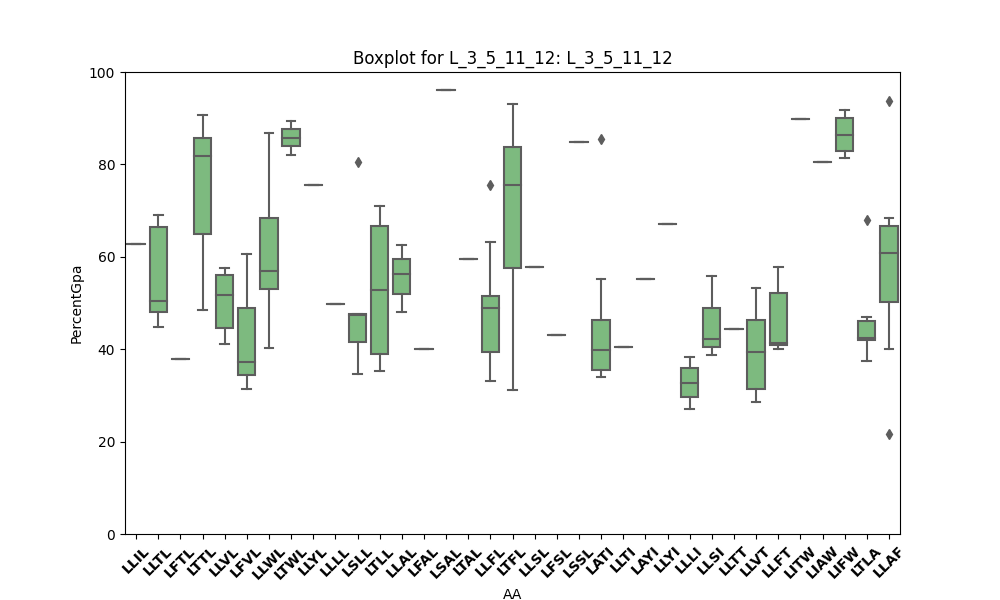 Boxplot for L_3_5_11_12: L_3_5_11_12
100
80
60
40
20
0
PercentGpa
LLIL LLTL LFTL LTTL LLVL LFVL LLWL LTWL LLYL LLLL LSLL LTLL LLAL LFAL LSAL LTAL LLFL LTFL LLSL LFSL LSSL LATI LLTI LAYI LLYI LLLI LLSI LLTT LLVT LLFT LITW LIAW LIFW LTLA LLAF
AA